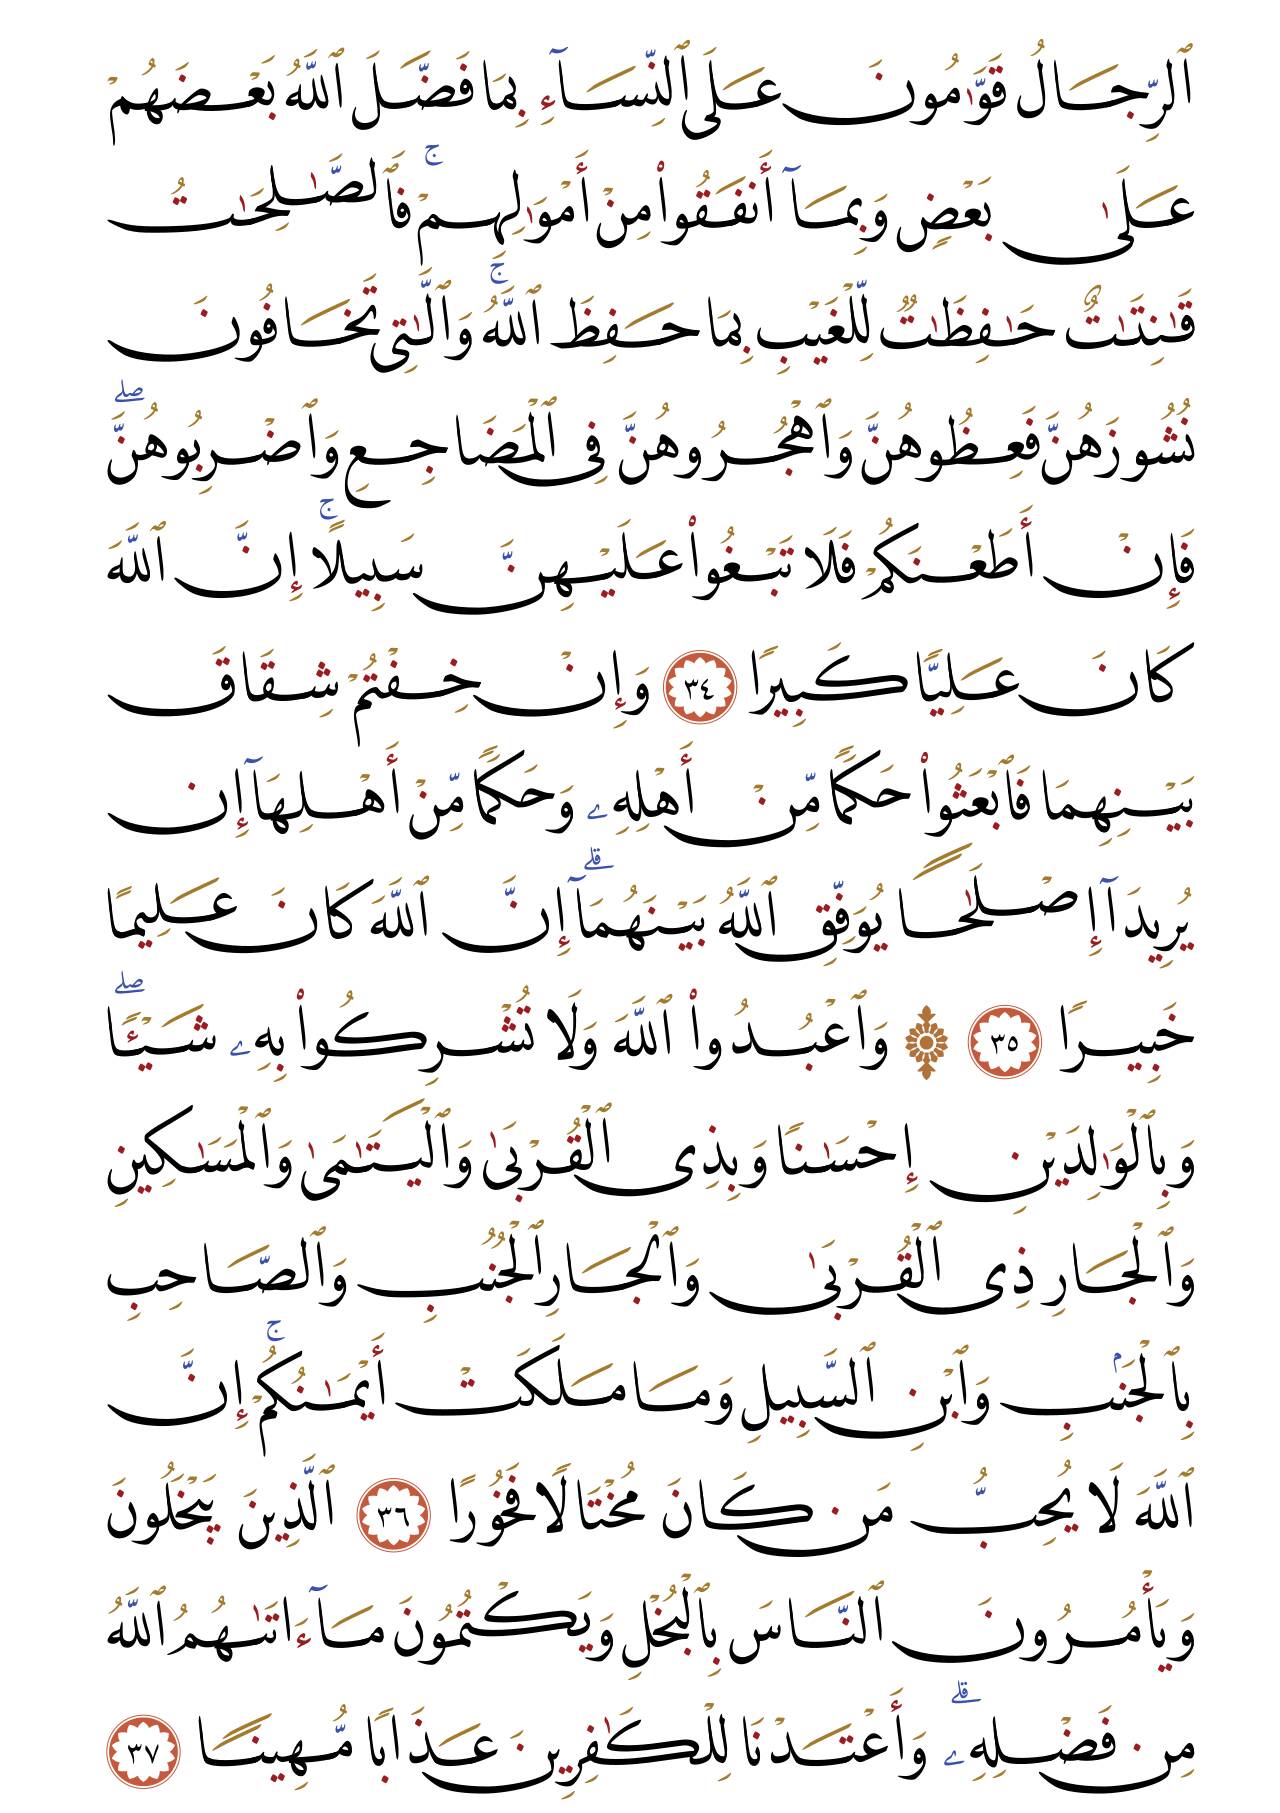 ٱلرِّجَالُ قَوَّٰمُونَ عَلَى ٱلنِّسَآءِ بِمَا فَضَّلَ ٱللَّهُ بَعْضَهُمْ
عَلَىٰ بَعْضٍ وَبِمَآ أَنفَقُوا۟ مِنْ أَمْوَٰلِهِمْ ۚ فَٱلصَّـٰلِحَـٰتُ
قَـٰنِتَـٰتٌ حَـٰفِظَـٰتٌ لِّلْغَيْبِ بِمَا حَفِظَ ٱللَّهُ ۚ وَٱلَّـٰتِى تَخَافُونَ
نُشُوزَهُنَّ فَعِظُوهُنَّ وَٱهْجُرُوهُنَّ فِى ٱلْمَضَاجِعِ وَٱضْرِبُوهُنَّ ۖ
فَإِنْ أَطَعْنَكُمْ فَلَا تَبْغُوا۟ عَلَيْهِنَّ سَبِيلًا ۚ إِنَّ ٱللَّهَ
كَانَ عَلِيًّا كَبِيرًا ٣٤ وَإِنْ خِفْتُمْ شِقَاقَ
بَيْنِهِمَا فَٱبْعَثُوا۟ حَكَمًا مِّنْ أَهْلِهِۦ وَحَكَمًا مِّنْ أَهْلِهَآ إِن
يُرِيدَآ إِصْلَـٰحًا يُوَفِّقِ ٱللَّهُ بَيْنَهُمَآ ۗ إِنَّ ٱللَّهَ كَانَ عَلِيمًا
خَبِيرًا ٣٥ ۞ وَٱعْبُدُوا۟ ٱللَّهَ وَلَا تُشْرِكُوا۟ بِهِۦ شَيْـًٔا ۖ
وَبِٱلْوَٰلِدَيْنِ إِحْسَـٰنًا وَبِذِى ٱلْقُرْبَىٰ وَٱلْيَتَـٰمَىٰ وَٱلْمَسَـٰكِينِ
وَٱلْجَارِ ذِى ٱلْقُرْبَىٰ وَٱلْجَارِ ٱلْجُنُبِ وَٱلصَّاحِبِ
بِٱلْجَنۢبِ وَٱبْنِ ٱلسَّبِيلِ وَمَا مَلَكَتْ أَيْمَـٰنُكُمْ ۚ إِنَّ
ٱللَّهَ لَا يُحِبُّ مَن كَانَ مُخْتَالًا فَخُورًا ٣٦ ٱلَّذِينَ يَبْخَلُونَ
وَيَأْمُرُونَ ٱلنَّاسَ بِٱلْبُخْلِ وَيَكْتُمُونَ مَآ ءَاتَىٰهُمُ ٱللَّهُ
مِن فَضْلِهِۦ ۗ وَأَعْتَدْنَا لِلْكَـٰفِرِينَ عَذَابًا مُّهِينًا ٣٧